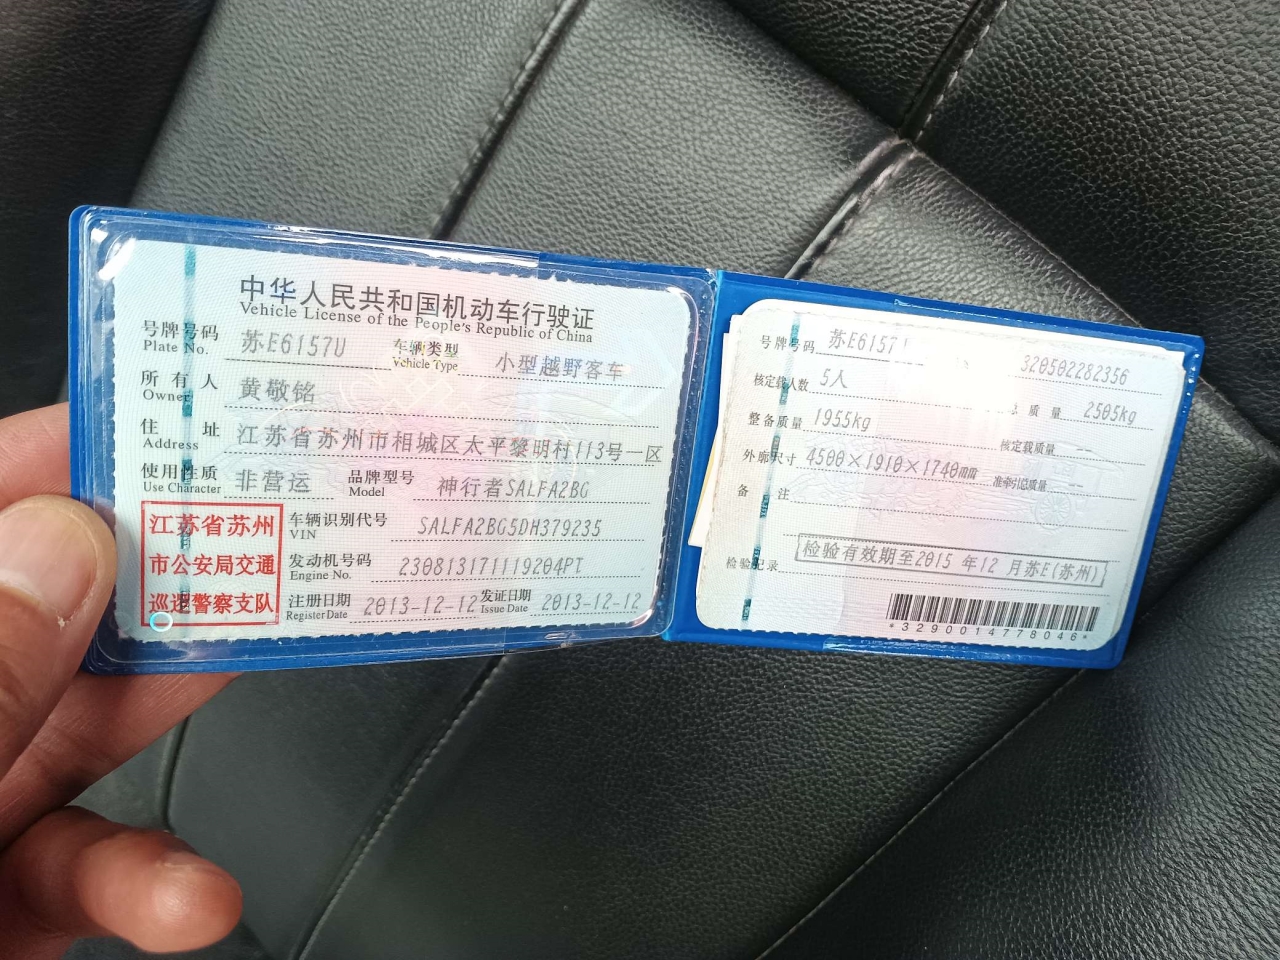 中华人民共和国机动车行驶证
Vehicle License of the People's Republic of China
号牌号码 苏E6157U 车辆类型 小型越野客车
Plate No. Vehicle Type
所有人 黄敬铭
Owner
住址 江苏省苏州市相城区太平黎明村113号一区
Address
使用性质 非营运 品牌型号 神行者SALFA2BG
Use Character Model
江苏省苏州
市公安局交通
巡逻警察支队
车辆识别代号 SALFA2BG5DH379235
VIN
发动机号码 230813171119204PT
Engine No.
注册日期 2013-12-12 发证日期 2013-12-12
Register Date Issue Date
号牌号码 苏E6157 320502282356
核定载人数 5人 总质量 2505kg
整备质量 1955kg 核定载质量 --
外廓尺寸 4500×1910×1740mm 准牵引总质量 --
备注
检验记录 检验有效期至2015年12月苏E(苏州)
*3290014778046*